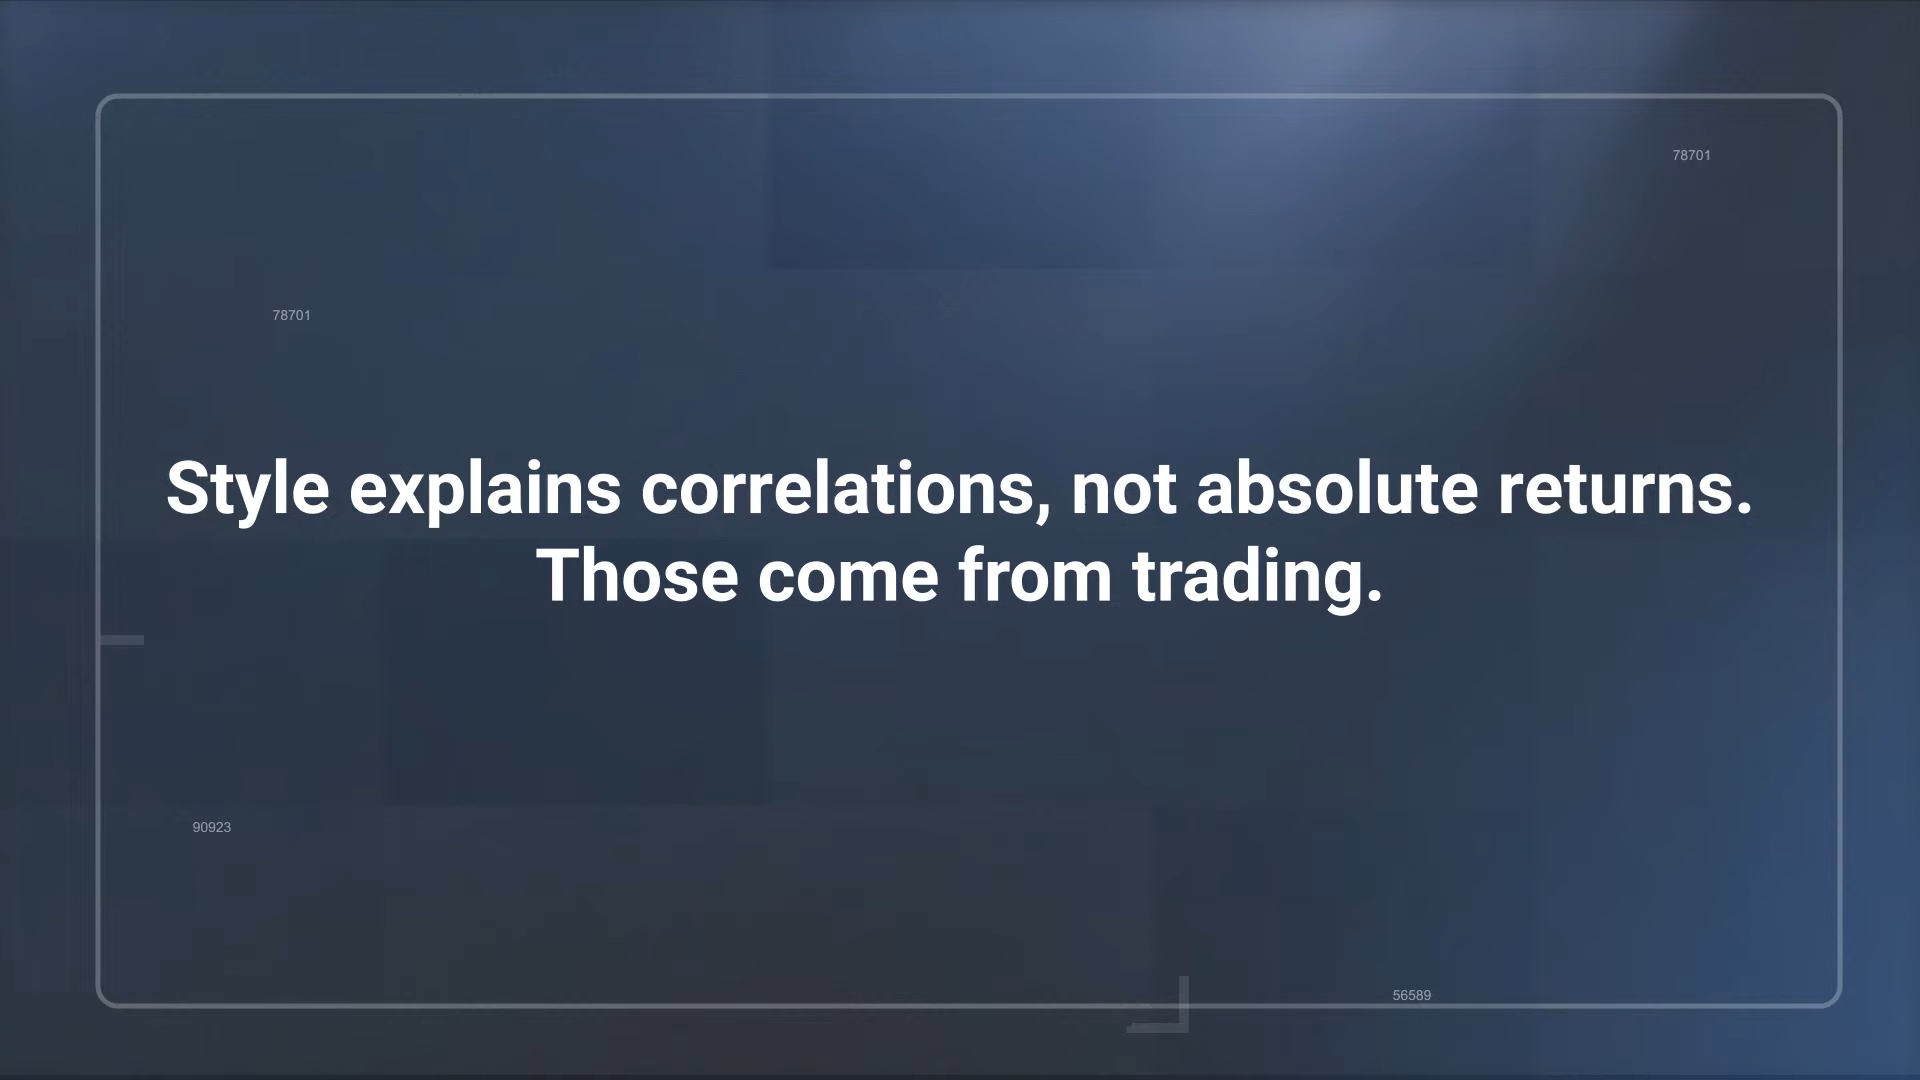 78701
78701
Style explains correlations, not absolute returns.
Those come from trading.
90923
56589